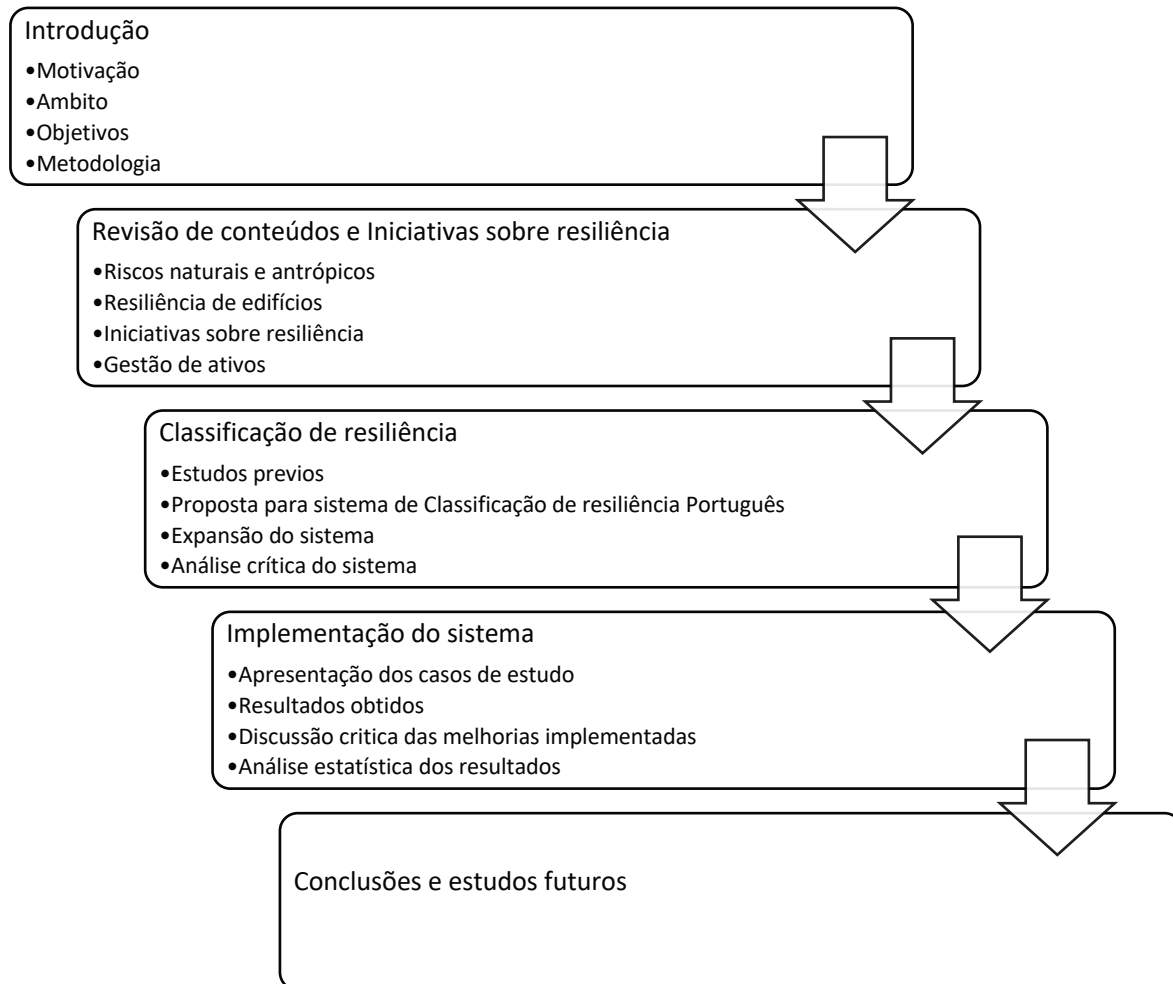 Introdução
•Motivação
•Ambito
•Objetivos
•Metodologia
Revisão de conteúdos e Iniciativas sobre resiliência
•Riscos naturais e antrópicos
•Resiliência de edifícios
•Iniciativas sobre resiliência
•Gestão de ativos
Classificação de resiliência
•Estudos previos
•Proposta para sistema de Classificação de resiliência Português
•Expansão do sistema
•Análise crítica do sistema
Implementação do sistema
•Apresentação dos casos de estudo
•Resultados obtidos
•Discussão critica das melhorias implementadas
•Análise estatística dos resultados
Conclusões e estudos futuros